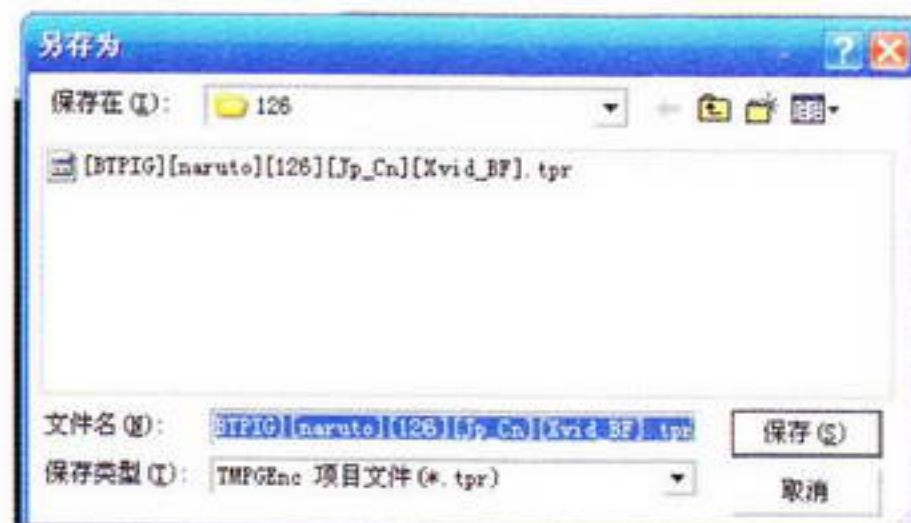 另存为
保存在(I): 126
[BTPIG][naruto][126][Jp_Cn][Xvid_BF].tpr
文件名(N): BTPIG][naruto][126][Jp_Cn][Xvid_BF].tpr 保存(S)
保存类型(T): TMPGEnc 项目文件(*.tpr) 取消